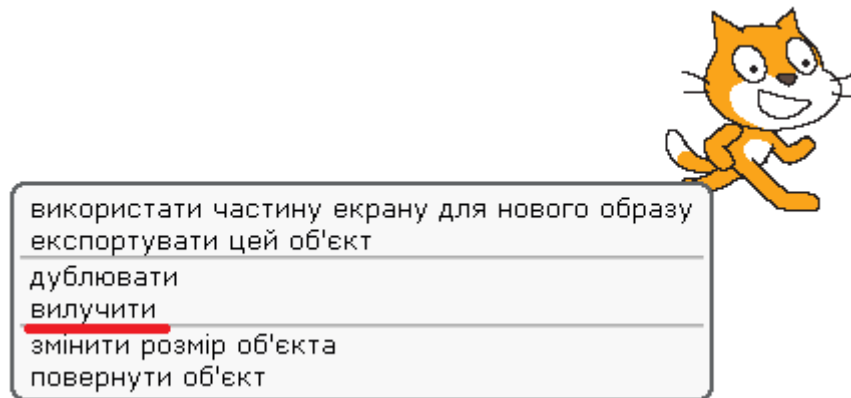 використати частину екрану для нового образу
експортувати цей об'єкт
дублювати
вилучити
змінити розмір об'єкта
повернути об'єкт